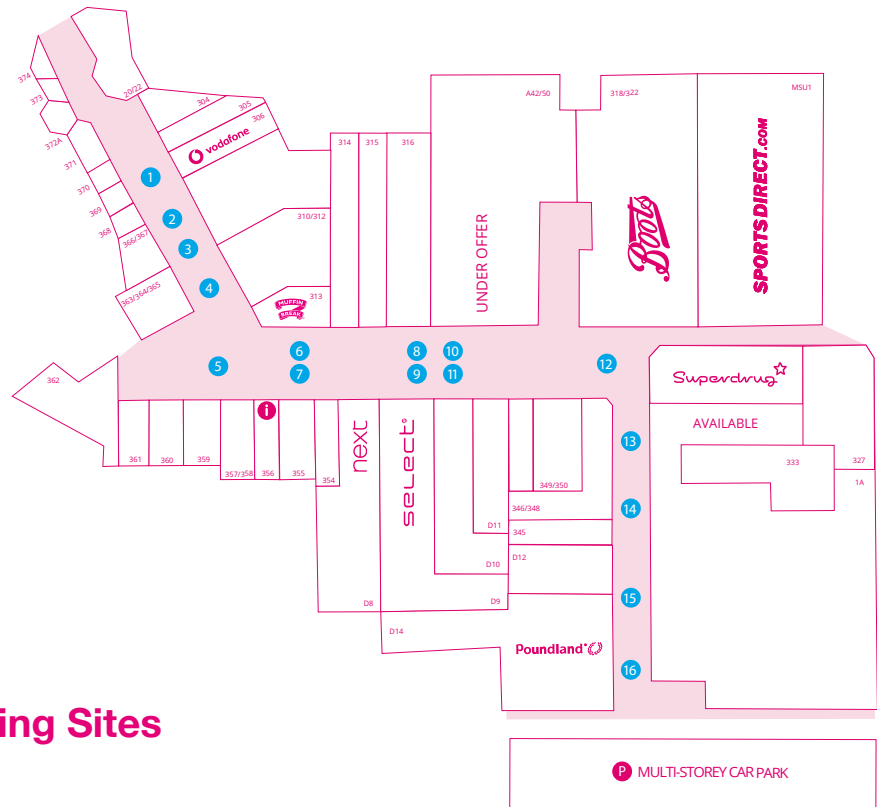 374
373
372A
371
370
369
368
366/367
363/364/365
20/22
304
305
306
vodafone
310/312
313
MUFFIN
BREAK
314
315
316
UNDER OFFER
A42/50
318/322
Boots
MSU1
SPORTSDIRECT.COM
1
2
3
4
5
6
7
8
9
10
11
12
13
14
15
16
362
361
360
359
357/358
i
356
355
354
next
D8
select
D14
D9
D10
D11
349/350
346/348
345
D12
Poundland
Superdrug
AVAILABLE
333
327
1A
ing Sites
P MULTI-STOREY CAR PARK